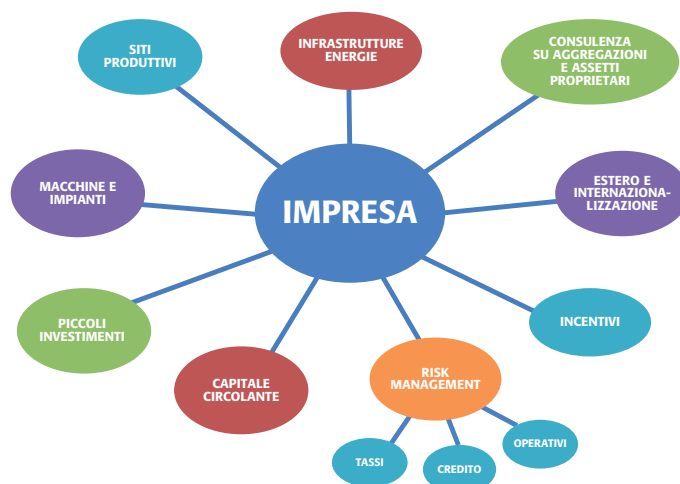 SITI
PRODUTTIVI
INFRASTRUTTURE
ENERGIE
CONSULENZA
SU AGGREGAZIONI
E ASSETTI
PROPRIETARI
MACCHINE E
IMPIANTI
IMPRESA
ESTERO E
INTERNAZIONA-
LIZZAZIONE
PICCOLI
INVESTIMENTI
INCENTIVI
CAPITALE
CIRCOLANTE
RISK
MANAGEMENT
TASSI
CREDITO
OPERATIVI